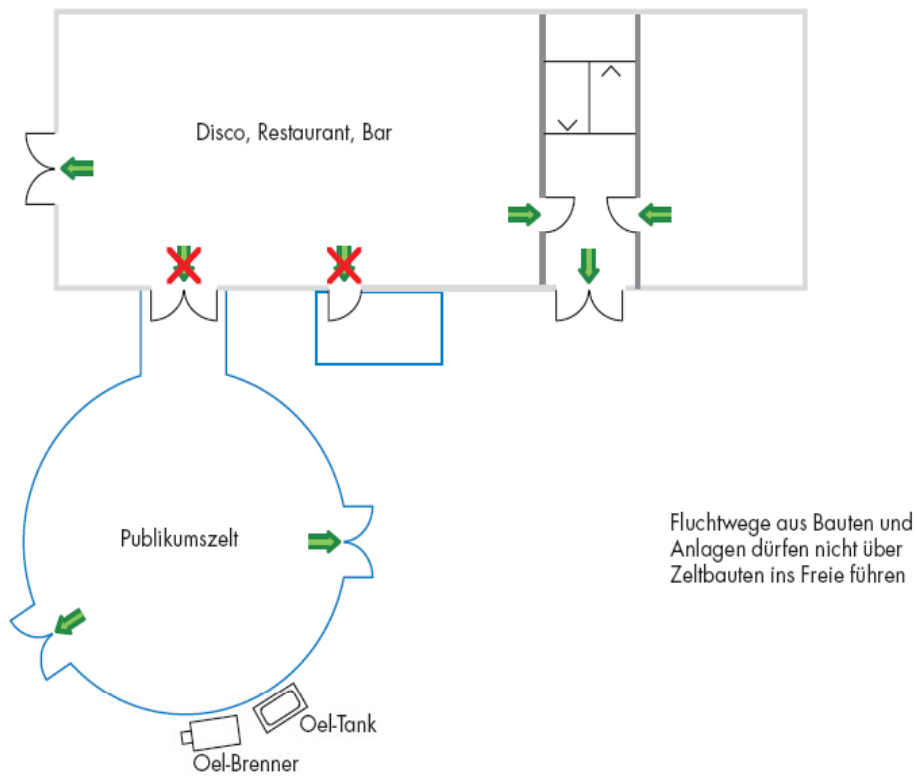 Disco, Restaurant, Bar
Publikumszelt
Fluchtwege aus Bauten und
Anlagen dürfen nicht über
Zeltbauten ins Freie führen
Oel-Tank
Oel-Brenner